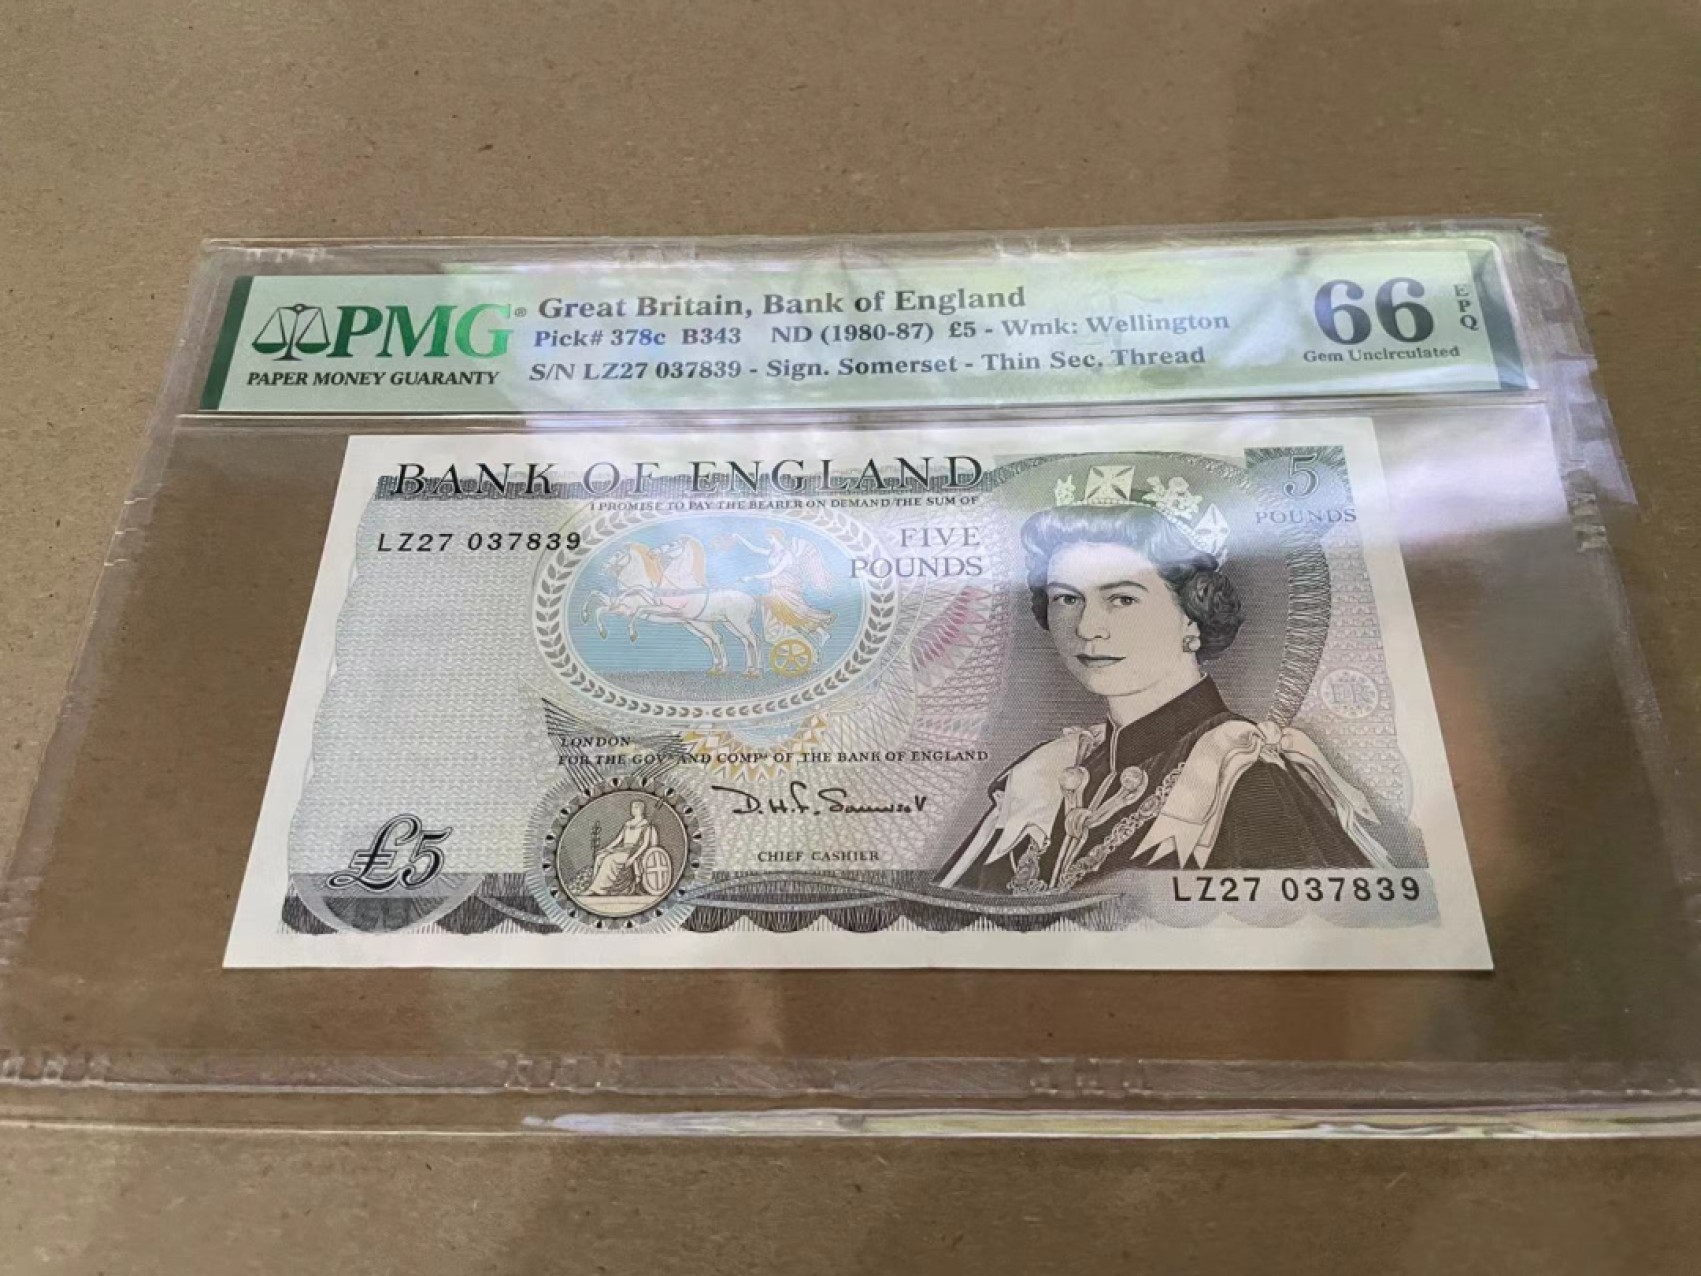 PMG®
PAPER MONEY GUARANTY
Great Britain, Bank of England
Pick# 378c B343 ND (1980-87) £5 - Wmk: Wellington
S/N LZ27 037839 - Sign. Somerset - Thin Sec. Thread
66 EPQ
Gem Uncirculated
BANK OF ENGLAND
I PROMISE TO PAY THE BEARER ON DEMAND THE SUM OF
5
POUNDS
LZ27 037839
FIVE
POUNDS
LONDON
FOR THE GOVR AND COMPA OF THE BANK OF ENGLAND
CHIEF CASHIER
£5
LZ27 037839